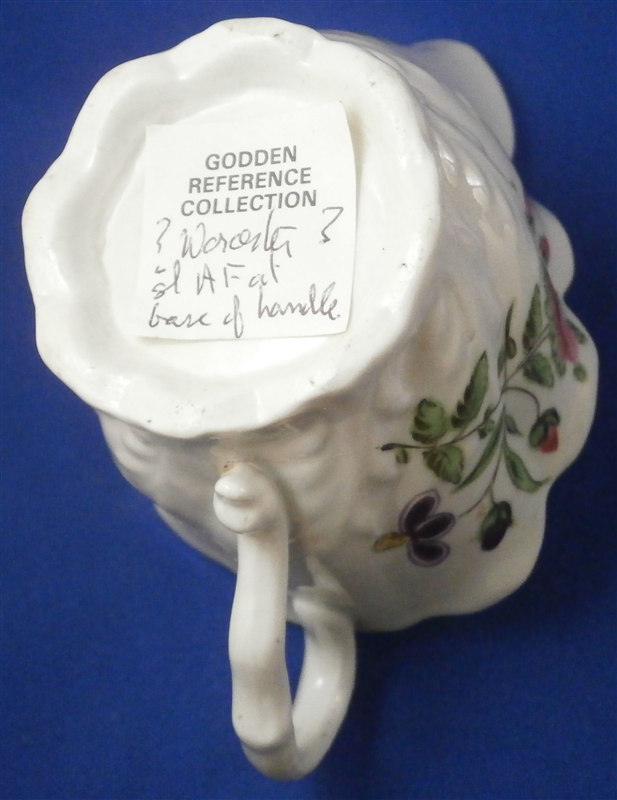 GODDEN
REFERENCE
COLLECTION
? Worcester ?
sl A F at
base of handle.